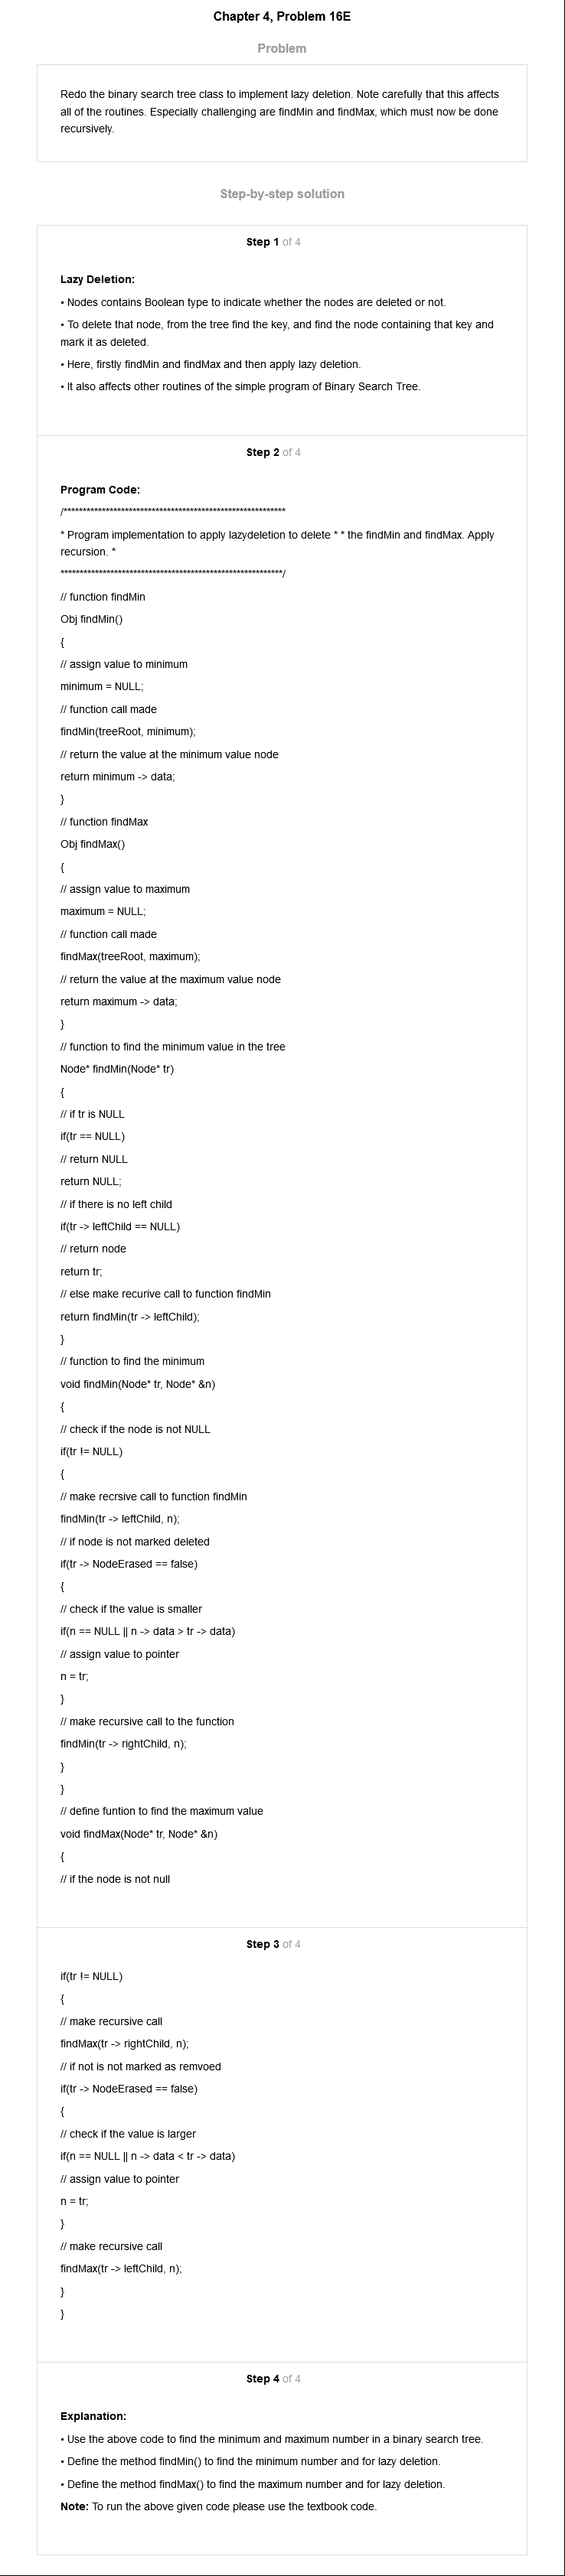 Chapter 4, Problem 16E
Problem
Redo the binary search tree class to implement lazy deletion. Note carefully that this affects
all of the routines. Especially challenging are findMin and findMax, which must now be done
recursively.
Step-by-step solution
Step 1 of 4
Lazy Deletion:
• Nodes contains Boolean type to indicate whether the nodes are deleted or not.
• To delete that node, from the tree find the key, and find the node containing that key and
mark it as deleted.
• Here, firstly findMin and findMax and then apply lazy deletion.
• It also affects other routines of the simple program of Binary Search Tree.
Step 2 of 4
Program Code:
/**********************************************************
* Program implementation to apply lazydeletion to delete * * the findMin and findMax. Apply
recursion. *
**********************************************************/
// function findMin
Obj findMin()
{
// assign value to minimum
minimum = NULL;
// function call made
findMin(treeRoot, minimum);
// return the value at the minimum value node
return minimum -> data;
}
// function findMax
Obj findMax()
{
// assign value to maximum
maximum = NULL;
// function call made
findMax(treeRoot, maximum);
// return the value at the maximum value node
return maximum -> data;
}
// function to find the minimum value in the tree
Node* findMin(Node* tr)
{
// if tr is NULL
if(tr == NULL)
// return NULL
return NULL;
// if there is no left child
if(tr -> leftChild == NULL)
// return node
return tr;
// else make recurive call to function findMin
return findMin(tr -> leftChild);
}
// function to find the minimum
void findMin(Node* tr, Node* &n)
{
// check if the node is not NULL
if(tr != NULL)
{
// make recrsive call to function findMin
findMin(tr -> leftChild, n);
// if node is not marked deleted
if(tr -> NodeErased == false)
{
// check if the value is smaller
if(n == NULL || n -> data > tr -> data)
// assign value to pointer
n = tr;
}
// make recursive call to the function
findMin(tr -> rightChild, n);
}
}
// define funtion to find the maximum value
void findMax(Node* tr, Node* &n)
{
// if the node is not null
Step 3 of 4
if(tr != NULL)
{
// make recursive call
findMax(tr -> rightChild, n);
// if not is not marked as remvoed
if(tr -> NodeErased == false)
{
// check if the value is larger
if(n == NULL || n -> data < tr -> data)
// assign value to pointer
n = tr;
}
// make recursive call
findMax(tr -> leftChild, n);
}
}
Step 4 of 4
Explanation:
• Use the above code to find the minimum and maximum number in a binary search tree.
• Define the method findMin() to find the minimum number and for lazy deletion.
• Define the method findMax() to find the maximum number and for lazy deletion.
Note: To run the above given code please use the textbook code.